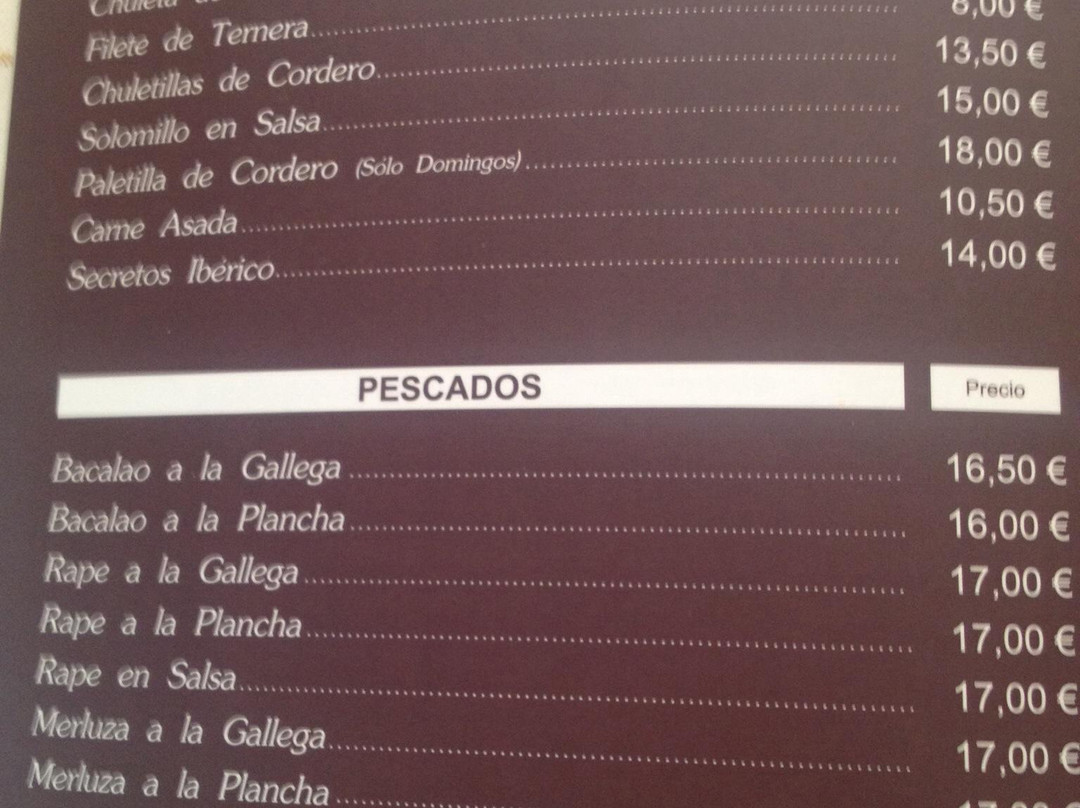 Chuleta
Filete de Ternera
Chuletillas de Cordero 13,50 €
Solomillo en Salsa 15,00 €
Paletilla de Cordero (Sólo Domingos) 18,00 €
Carne Asada 10,50 €
Secretos Ibérico 14,00 €
PESCADOS Precio
Bacalao a la Gallega 16,50 €
Bacalao a la Plancha 16,00 €
Rape a la Gallega 17,00 €
Rape a la Plancha 17,00 €
Rape en Salsa 17,00 €
Merluza a la Gallega 17,00 €
Merluza a la Plancha